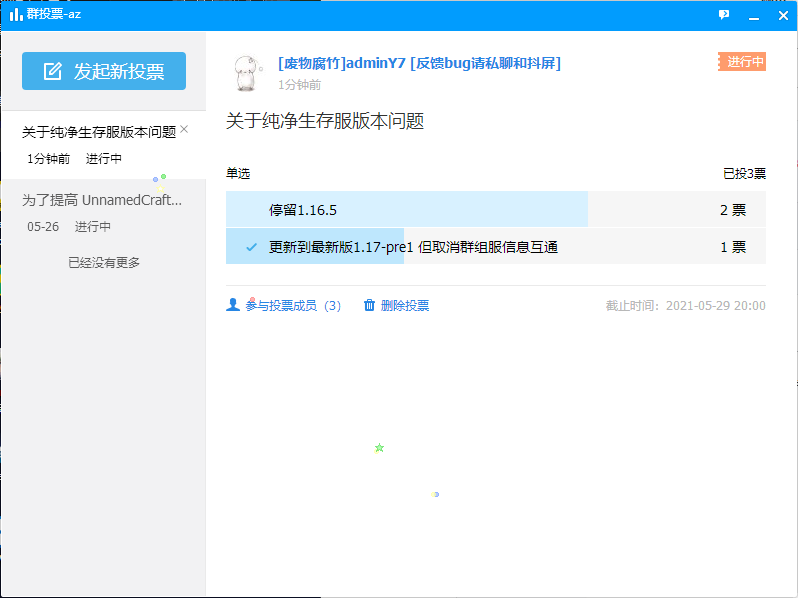 群投票-az
发起新投票
关于纯净生存服版本问题
1分钟前 进行中
为了提高 UnnamedCraft...
05-26 进行中
已经没有更多
[废物腐竹]adminY7 [反馈bug请私聊和抖屏]
1分钟前
进行中
关于纯净生存服版本问题
单选 已投3票
停留1.16.5 2 票
更新到最新版1.17-pre1 但取消群组服信息互通 1 票
参与投票成员（3） 删除投票 截止时间：2021-05-29 20:00